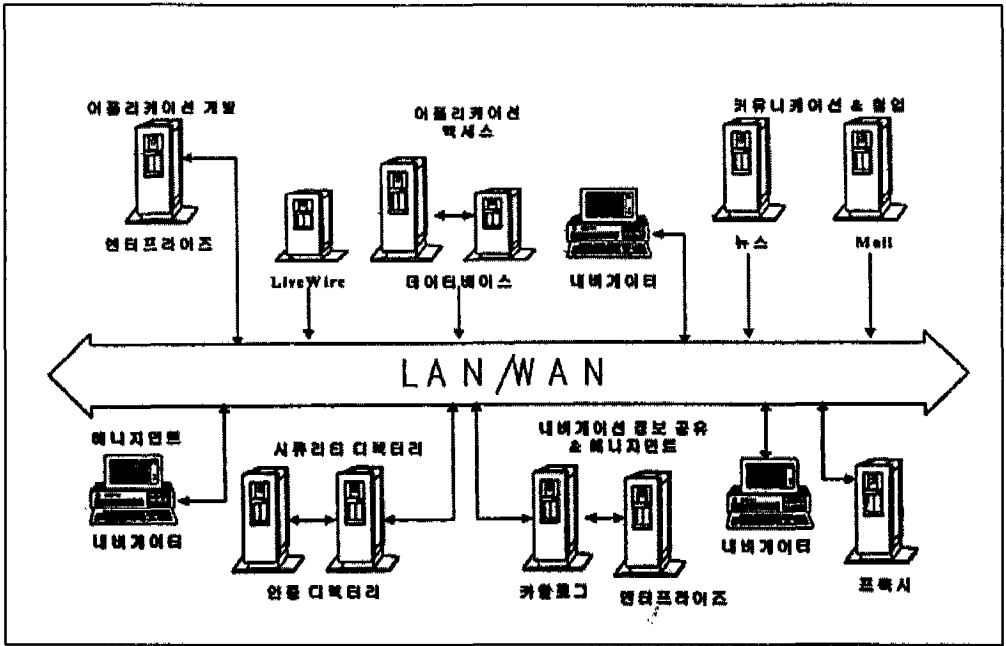 어플리케이션 개발
엔터프라이즈
LiveWire
어플리케이션
액세스
데이터베이스
네비게이터
커뮤니케이션 & 협업
뉴스
Mail
LAN/WAN
매니지먼트
네비게이터
시큐리티 디렉터리
인증 디렉터리
네비게이션 정보 공유
& 매니지먼트
카탈로그
엔터프라이즈
네비게이터
프록시